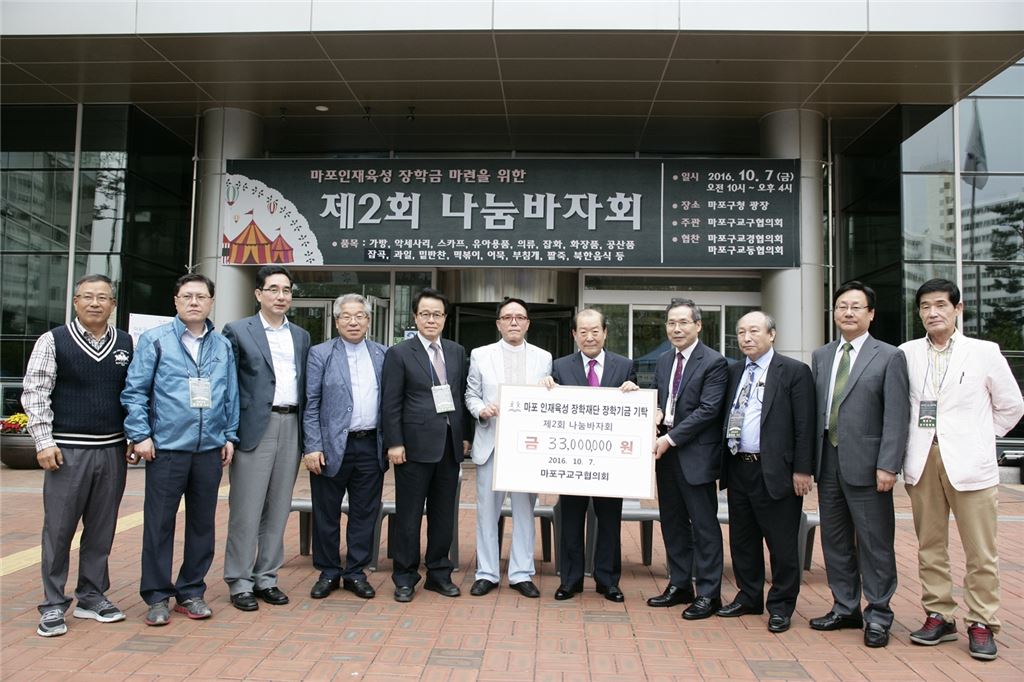 마포인재육성 장학금 마련을 위한
제2회 나눔바자회
• 품목 : 가방, 악세사리, 스카프, 유아용품, 의류, 잡화, 화장품, 공산품
잡곡, 과일, 밑반찬, 떡볶이, 어묵, 부침개, 팥죽, 북한음식 등
• 일시 2016. 10. 7 (금)
오전 10시~오후 4시
• 장소 마포구청 광장
• 주관 마포구교구협의회
• 협찬 마포구교경협의회
마포구교동협의회
마포 인재육성 장학재단 장학기금 기탁
제2회 나눔바자회
금 33,000,000 원
2016. 10. 7.
마포구교구협의회